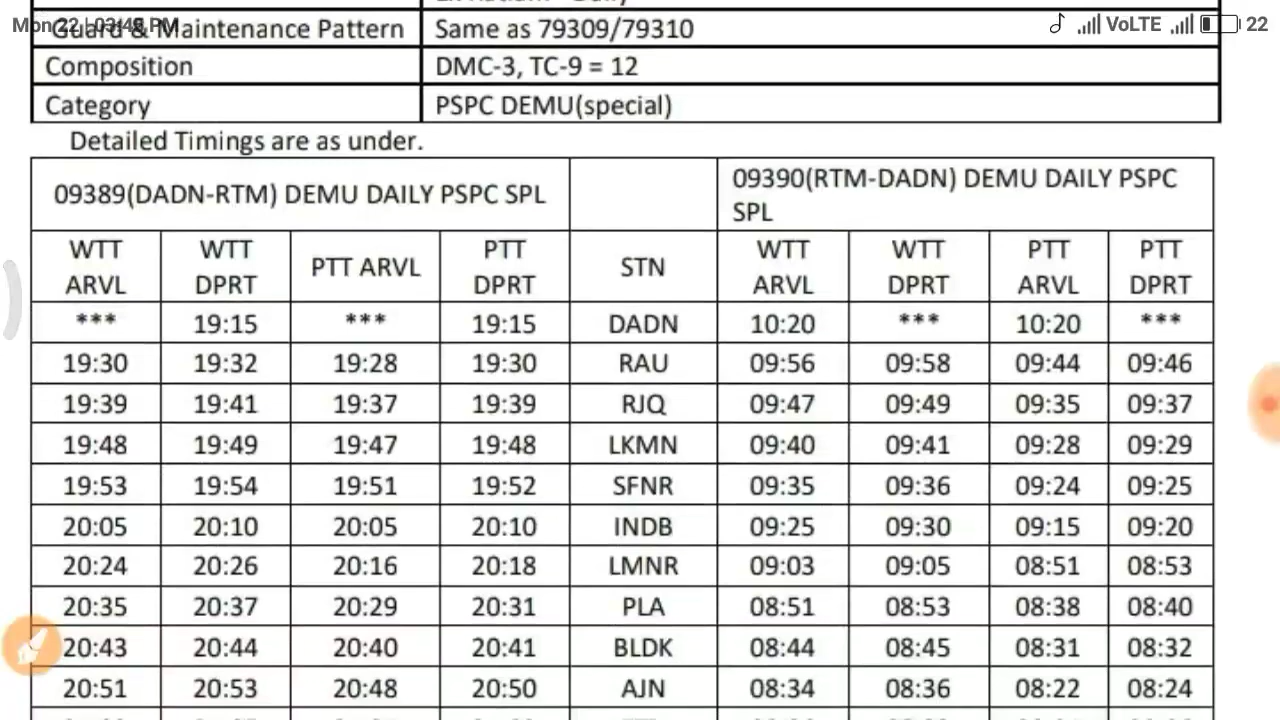 Mon 22 | 03:48 PM
VoLTE 22
Guard & Maintenance Pattern Same as 79309/79310
Composition DMC-3, TC-9 = 12
Category PSPC DEMU(special)
Detailed Timings are as under.
09389(DADN-RTM) DEMU DAILY PSPC SPL 09390(RTM-DADN) DEMU DAILY PSPC
SPL
WTT WTT PTT ARVL PTT STN WTT WTT PTT PTT
ARVL DPRT DPRT ARVL DPRT ARVL DPRT
*** 19:15 *** 19:15 DADN 10:20 *** 10:20 ***
19:30 19:32 19:28 19:30 RAU 09:56 09:58 09:44 09:46
19:39 19:41 19:37 19:39 RJQ 09:47 09:49 09:35 09:37
19:48 19:49 19:47 19:48 LKMN 09:40 09:41 09:28 09:29
19:53 19:54 19:51 19:52 SFNR 09:35 09:36 09:24 09:25
20:05 20:10 20:05 20:10 INDB 09:25 09:30 09:15 09:20
20:24 20:26 20:16 20:18 LMNR 09:03 09:05 08:51 08:53
20:35 20:37 20:29 20:31 PLA 08:51 08:53 08:38 08:40
20:43 20:44 20:40 20:41 BLDK 08:44 08:45 08:31 08:32
20:51 20:53 20:48 20:50 AJN 08:34 08:36 08:22 08:24